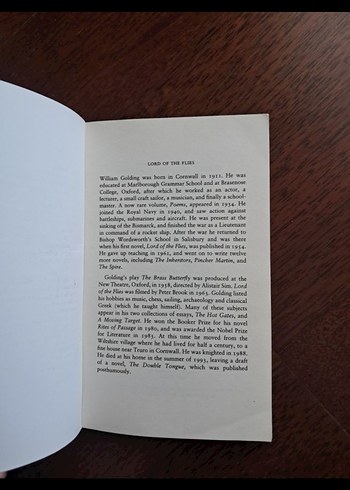 LORD OF THE FLIES
William Golding was born in Cornwall in 1911. He was
educated at Marlborough Grammar School and at Brasenose
College, Oxford, after which he worked as an actor, a
lecturer, a small craft sailor, a musician, and finally a school-
master. A now rare volume, Poems, appeared in 1934. He
joined the Royal Navy in 1940, and saw action against
battleships, submarines and aircraft. He was present at the
sinking of the Bismarck, and finished the war as a Lieutenant
in command of a rocket ship. After the war he returned to
Bishop Wordsworth's School in Salisbury and was there
when his first novel, Lord of the Flies, was published in 1954.
He gave up teaching in 1961, and went on to write twelve
more novels, including The Inheritors, Pincher Martin, and
The Spire.
Golding's play The Brass Butterfly was produced at the
New Theatre, Oxford, in 1958, directed by Alistair Sim. Lord
of the Flies was filmed by Peter Brook in 1963. Golding listed
his hobbies as music, chess, sailing, archaeology and classical
Greek (which he taught himself). Many of these subjects
appear in his two collections of essays, The Hot Gates, and
A Moving Target. He won the Booker Prize for his novel
Rites of Passage in 1980, and was awarded the Nobel Prize
for Literature in 1983. At this time he moved from the
Wiltshire village where he had lived for half a century, to a
fine house near Truro in Cornwall. He was knighted in 1988.
He died at his home in the summer of 1993, leaving a draft
of a novel, The Double Tongue, which was published
posthumously.